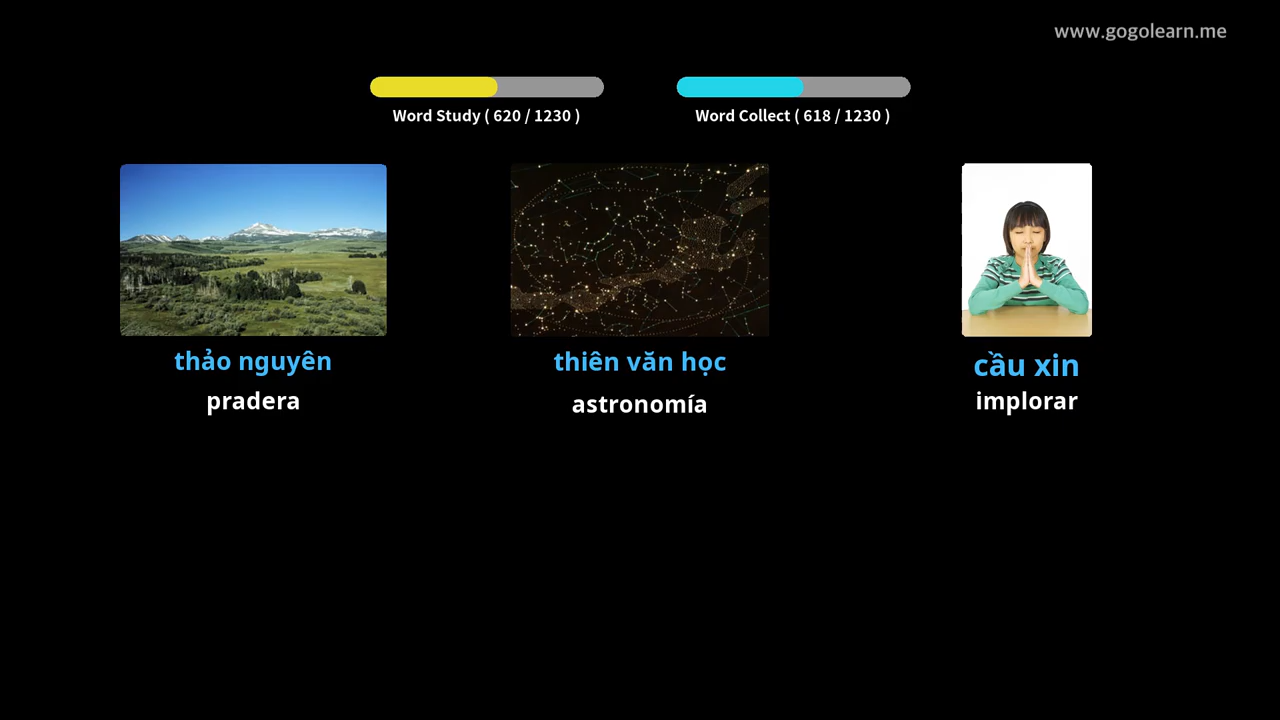 www.gogolearn.me
Word Study ( 620 / 1230 )
Word Collect ( 618 / 1230 )
thảo nguyên
pradera
thiên văn học
astronomía
cầu xin
implorar